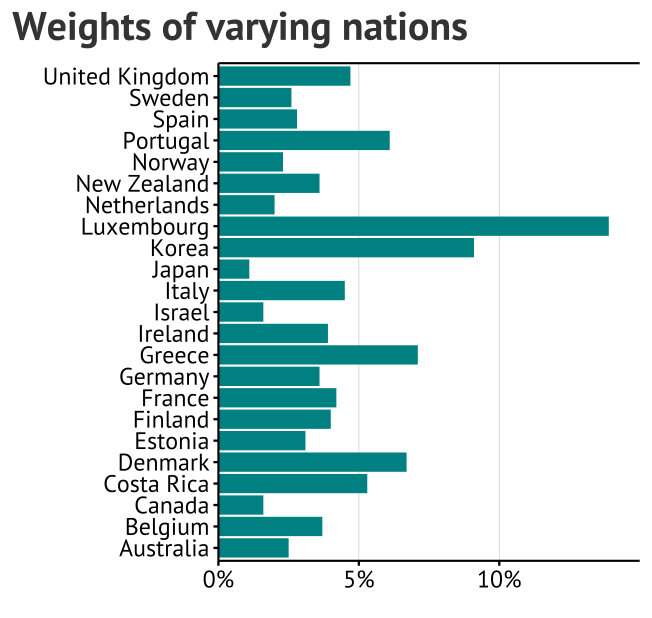 Weights of varying nations
United Kingdom
Sweden
Spain
Portugal
Norway
New Zealand
Netherlands
Luxembourg
Korea
Japan
Italy
Israel
Ireland
Greece
Germany
France
Finland
Estonia
Denmark
Costa Rica
Canada
Belgium
Australia
0% 5% 10%